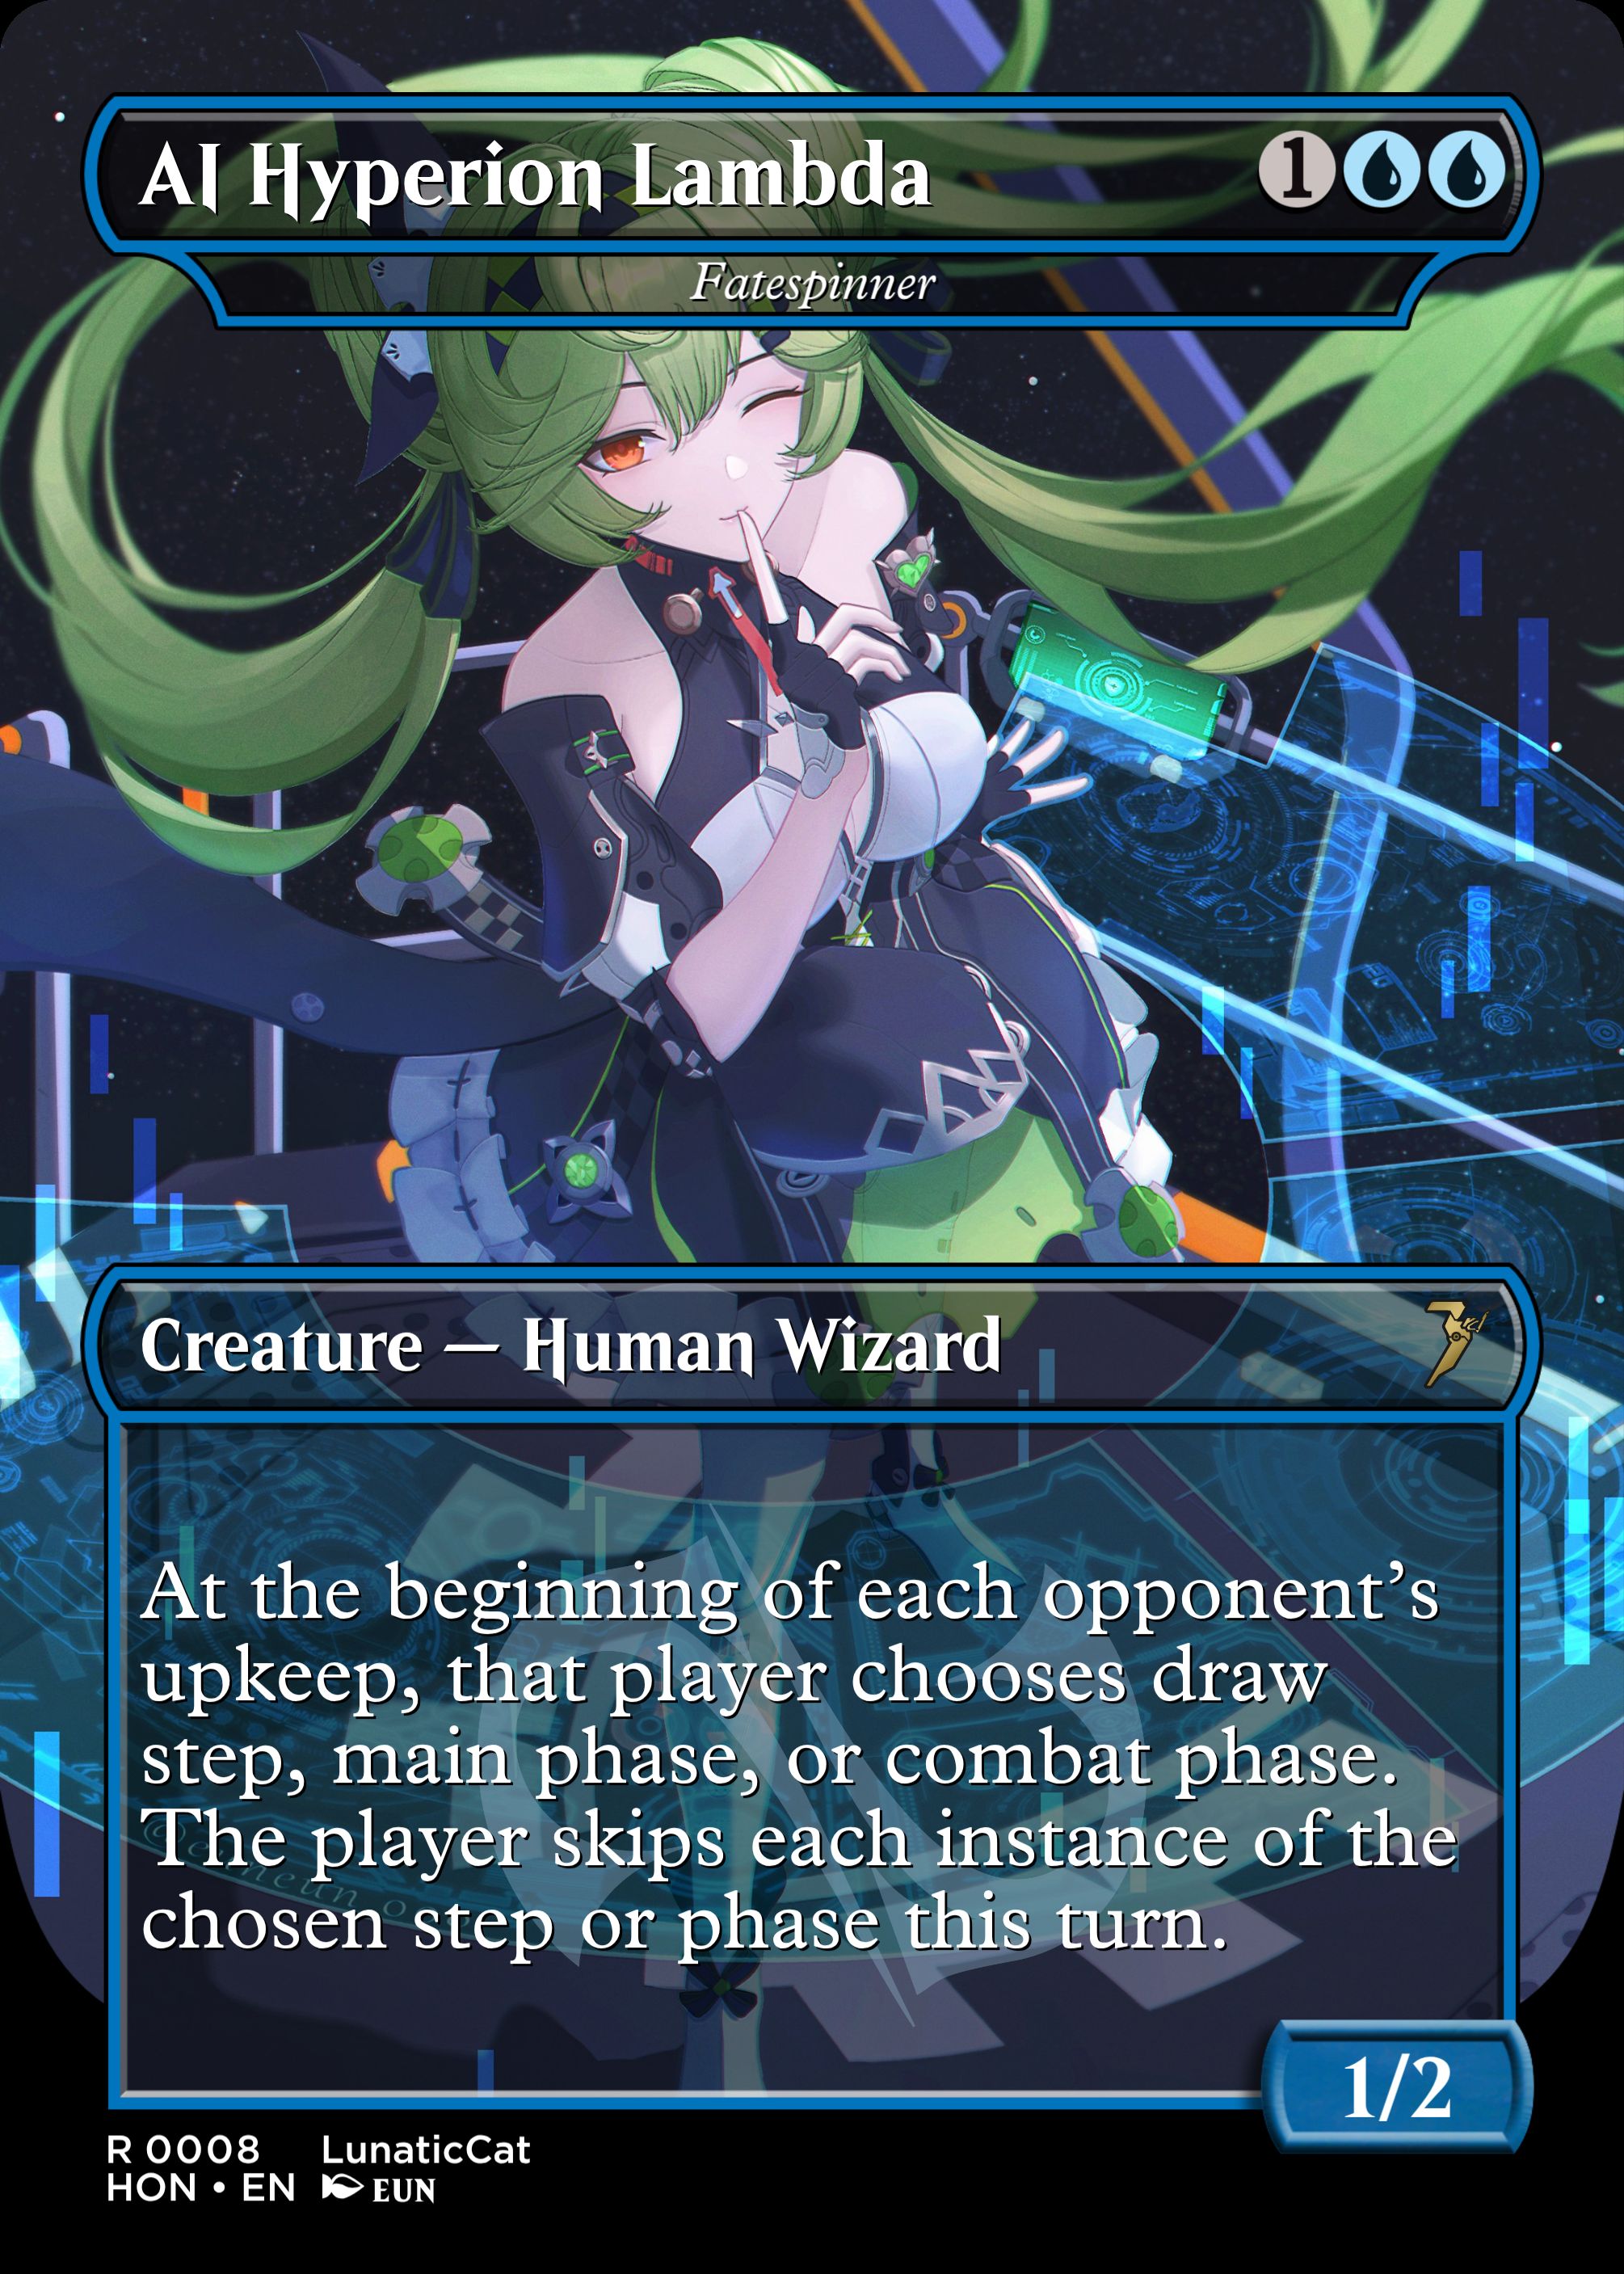 AI Hyperion Lambda 1
Fatespinner
Creature — Human Wizard
At the beginning of each opponent’s
upkeep, that player chooses draw
step, main phase, or combat phase.
The player skips each instance of the
chosen step or phase this turn.
1/2
R 0008 LunaticCat
HON • EN EUN